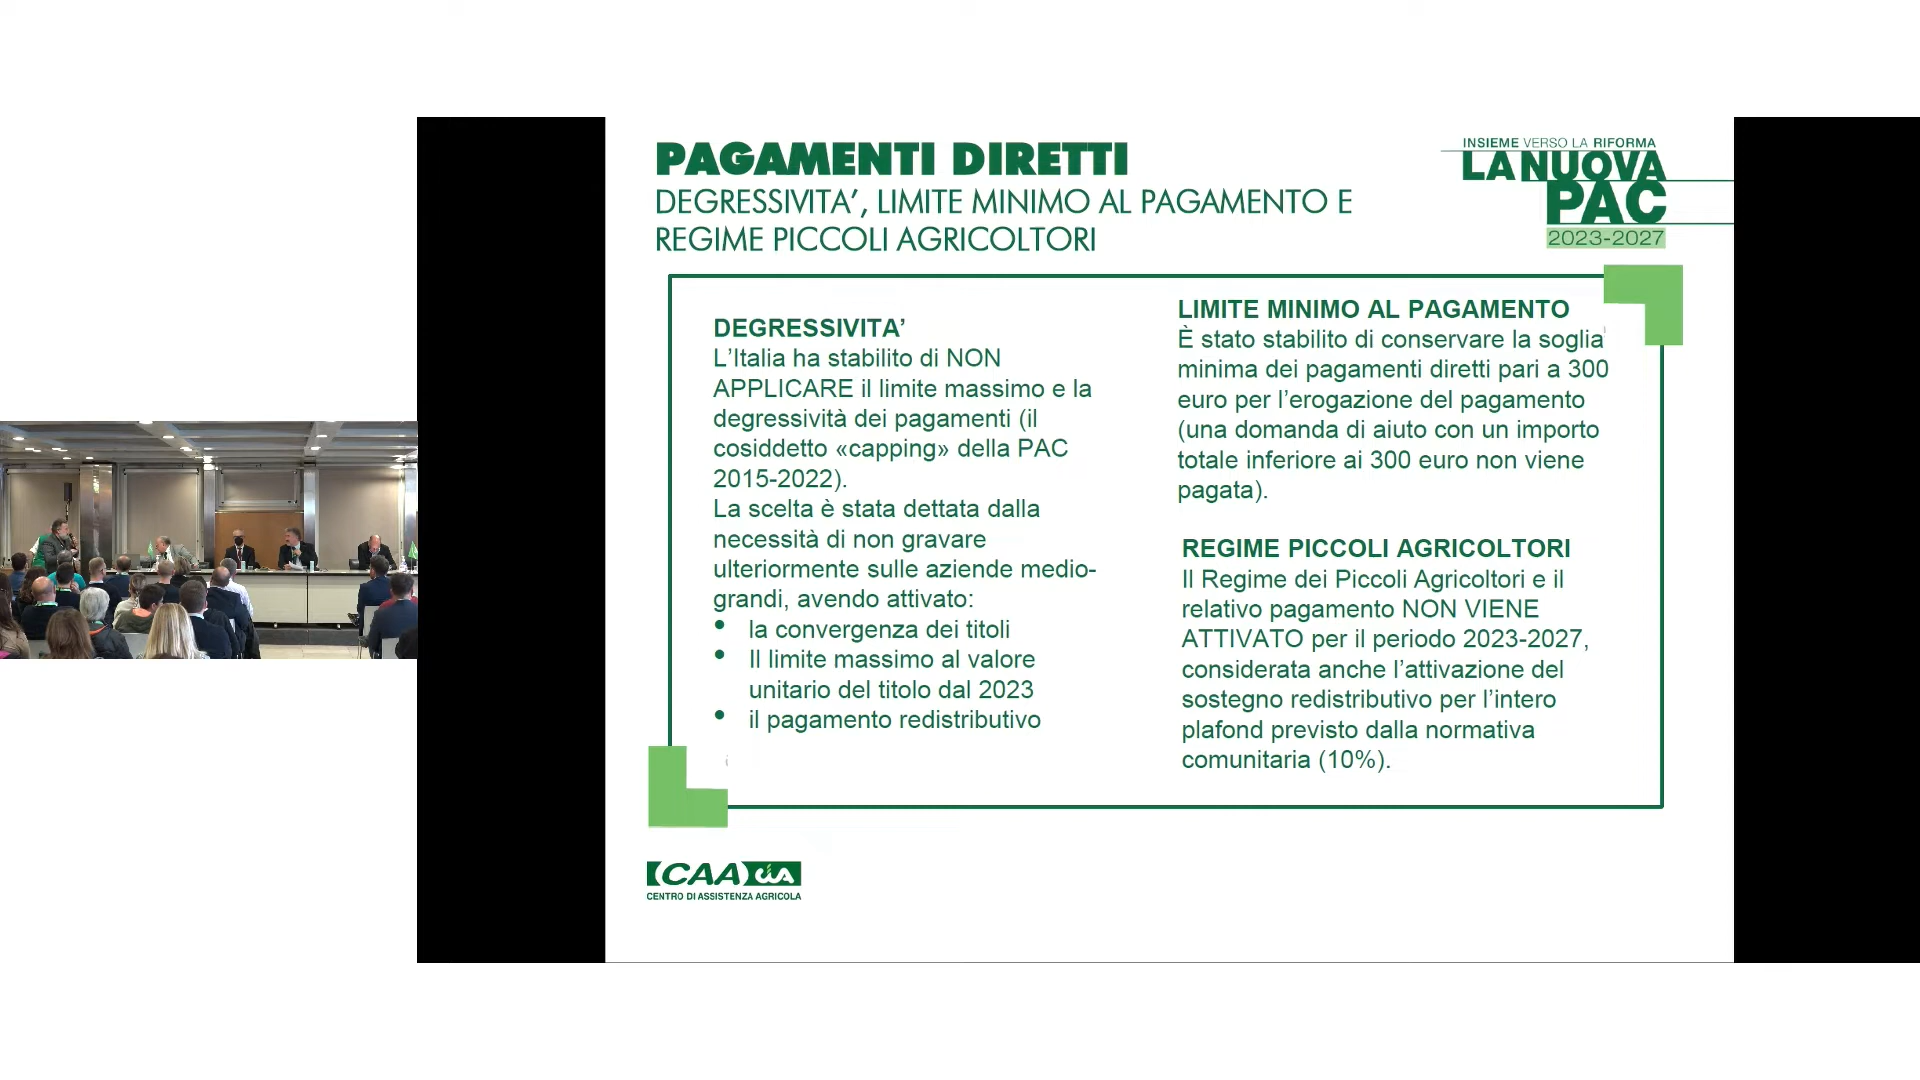 PAGAMENTI DIRETTI
DEGRESSIVITA’, LIMITE MINIMO AL PAGAMENTO E
REGIME PICCOLI AGRICOLTORI
INSIEME VERSO LA RIFORMA
LA NUOVA
PAC
2023-2027
DEGRESSIVITA’
L’Italia ha stabilito di NON
APPLICARE il limite massimo e la
degressività dei pagamenti (il
cosiddetto «capping» della PAC
2015-2022).
La scelta è stata dettata dalla
necessità di non gravare
ulteriormente sulle aziende medio-
grandi, avendo attivato:
• la convergenza dei titoli
• Il limite massimo al valore
unitario del titolo dal 2023
• il pagamento redistributivo
LIMITE MINIMO AL PAGAMENTO
È stato stabilito di conservare la soglia
minima dei pagamenti diretti pari a 300
euro per l’erogazione del pagamento
(una domanda di aiuto con un importo
totale inferiore ai 300 euro non viene
pagata).
REGIME PICCOLI AGRICOLTORI
Il Regime dei Piccoli Agricoltori e il
relativo pagamento NON VIENE
ATTIVATO per il periodo 2023-2027,
considerata anche l’attivazione del
sostegno redistributivo per l’intero
plafond previsto dalla normativa
comunitaria (10%).
CAA cia
CENTRO DI ASSISTENZA AGRICOLA